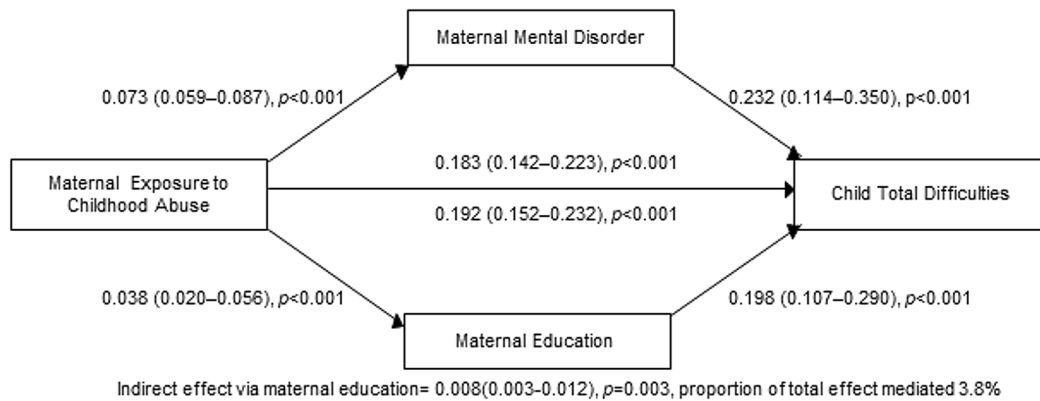 Maternal Mental Disorder
0.073 (0.059–0.087), p<0.001
0.232 (0.114–0.350), p<0.001
0.183 (0.142–0.223), p<0.001
Maternal Exposure to
Childhood Abuse
Child Total Difficulties
0.192 (0.152–0.232), p<0.001
0.038 (0.020–0.056), p<0.001
0.198 (0.107–0.290), p<0.001
Maternal Education
Indirect effect via maternal education= 0.008(0.003-0.012), p=0.003, proportion of total effect mediated 3.8%